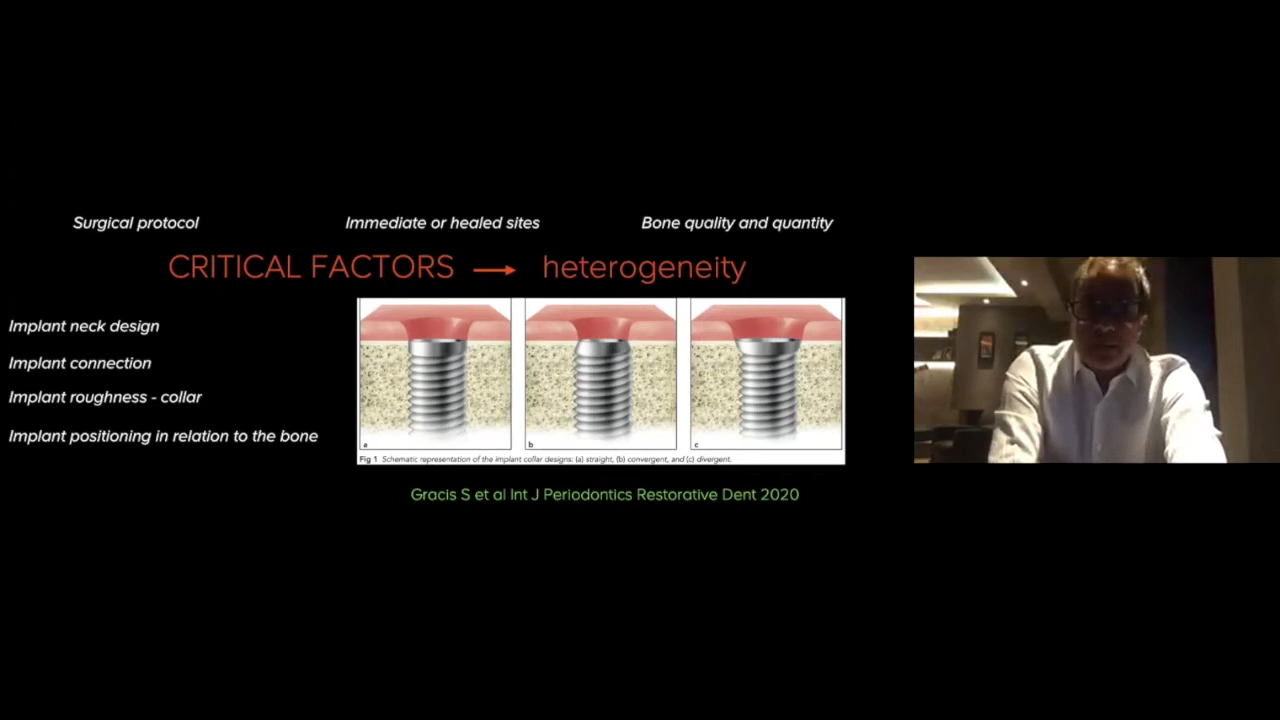 Surgical protocol
Immediate or healed sites
Bone quality and quantity
CRITICAL FACTORS → heterogeneity
Implant neck design
Implant connection
Implant roughness - collar
Implant positioning in relation to the bone
a
b
c
Fig 1 Schematic representation of the implant collar designs: (a) straight, (b) convergent, and (c) divergent.
Gracis S et al Int J Periodontics Restorative Dent 2020